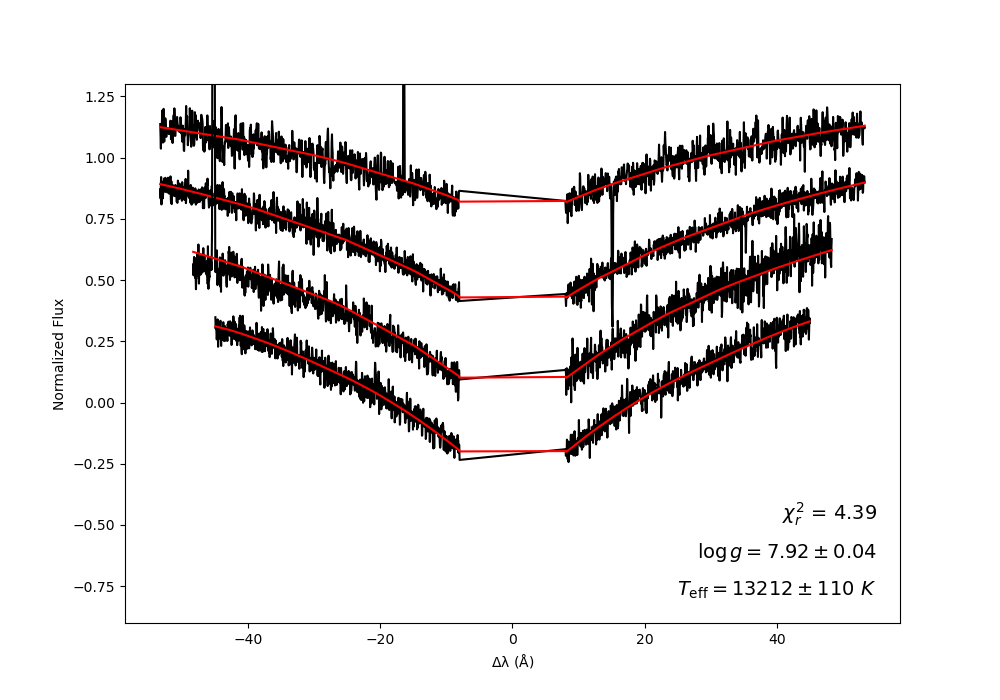 1.25
1.00
0.75
0.50
0.25
0.00
−0.25
−0.50
−0.75
Normalized Flux
−40
−20
0
20
40
Δλ (Å)
χ²ᵣ = 4.39
log g = 7.92 ± 0.04
T_eff = 13212 ± 110 K